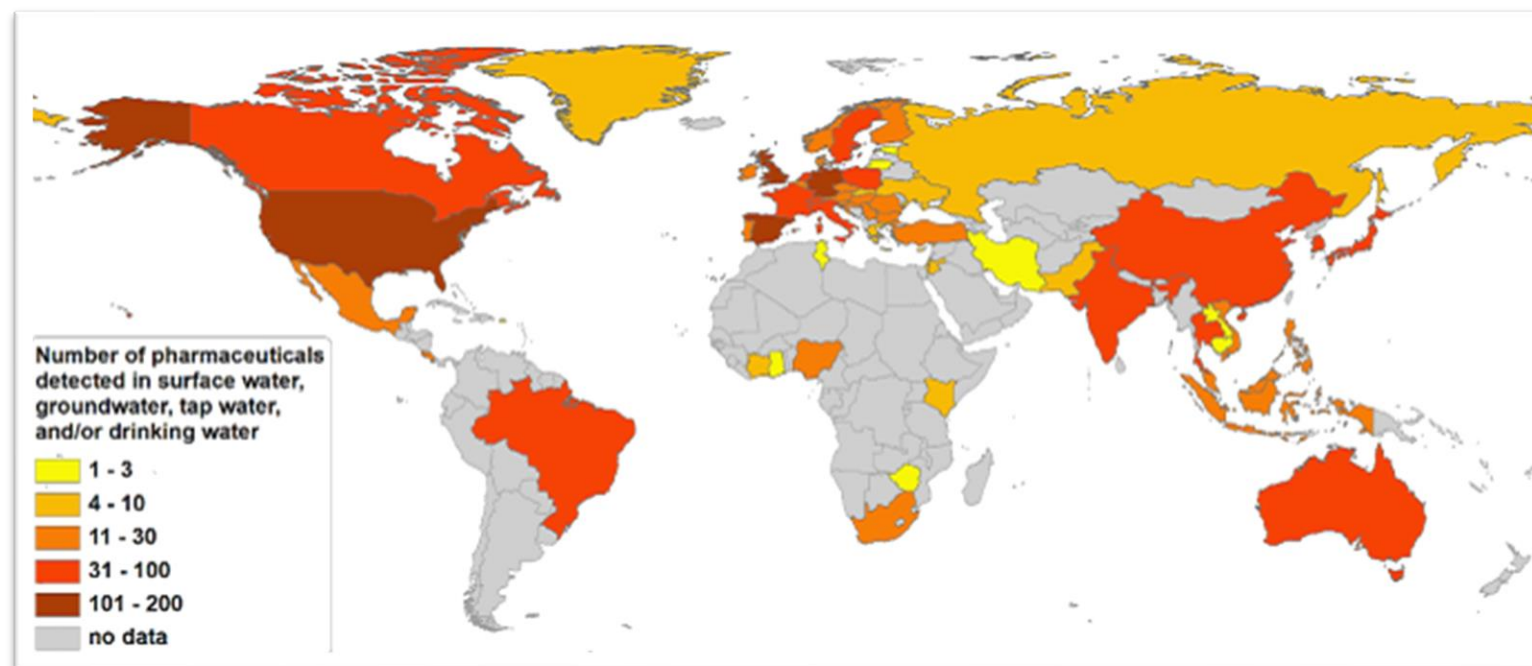 Number of pharmaceuticals
detected in surface water,
groundwater, tap water,
and/or drinking water
1 - 3
4 - 10
11 - 30
31 - 100
101 - 200
no data